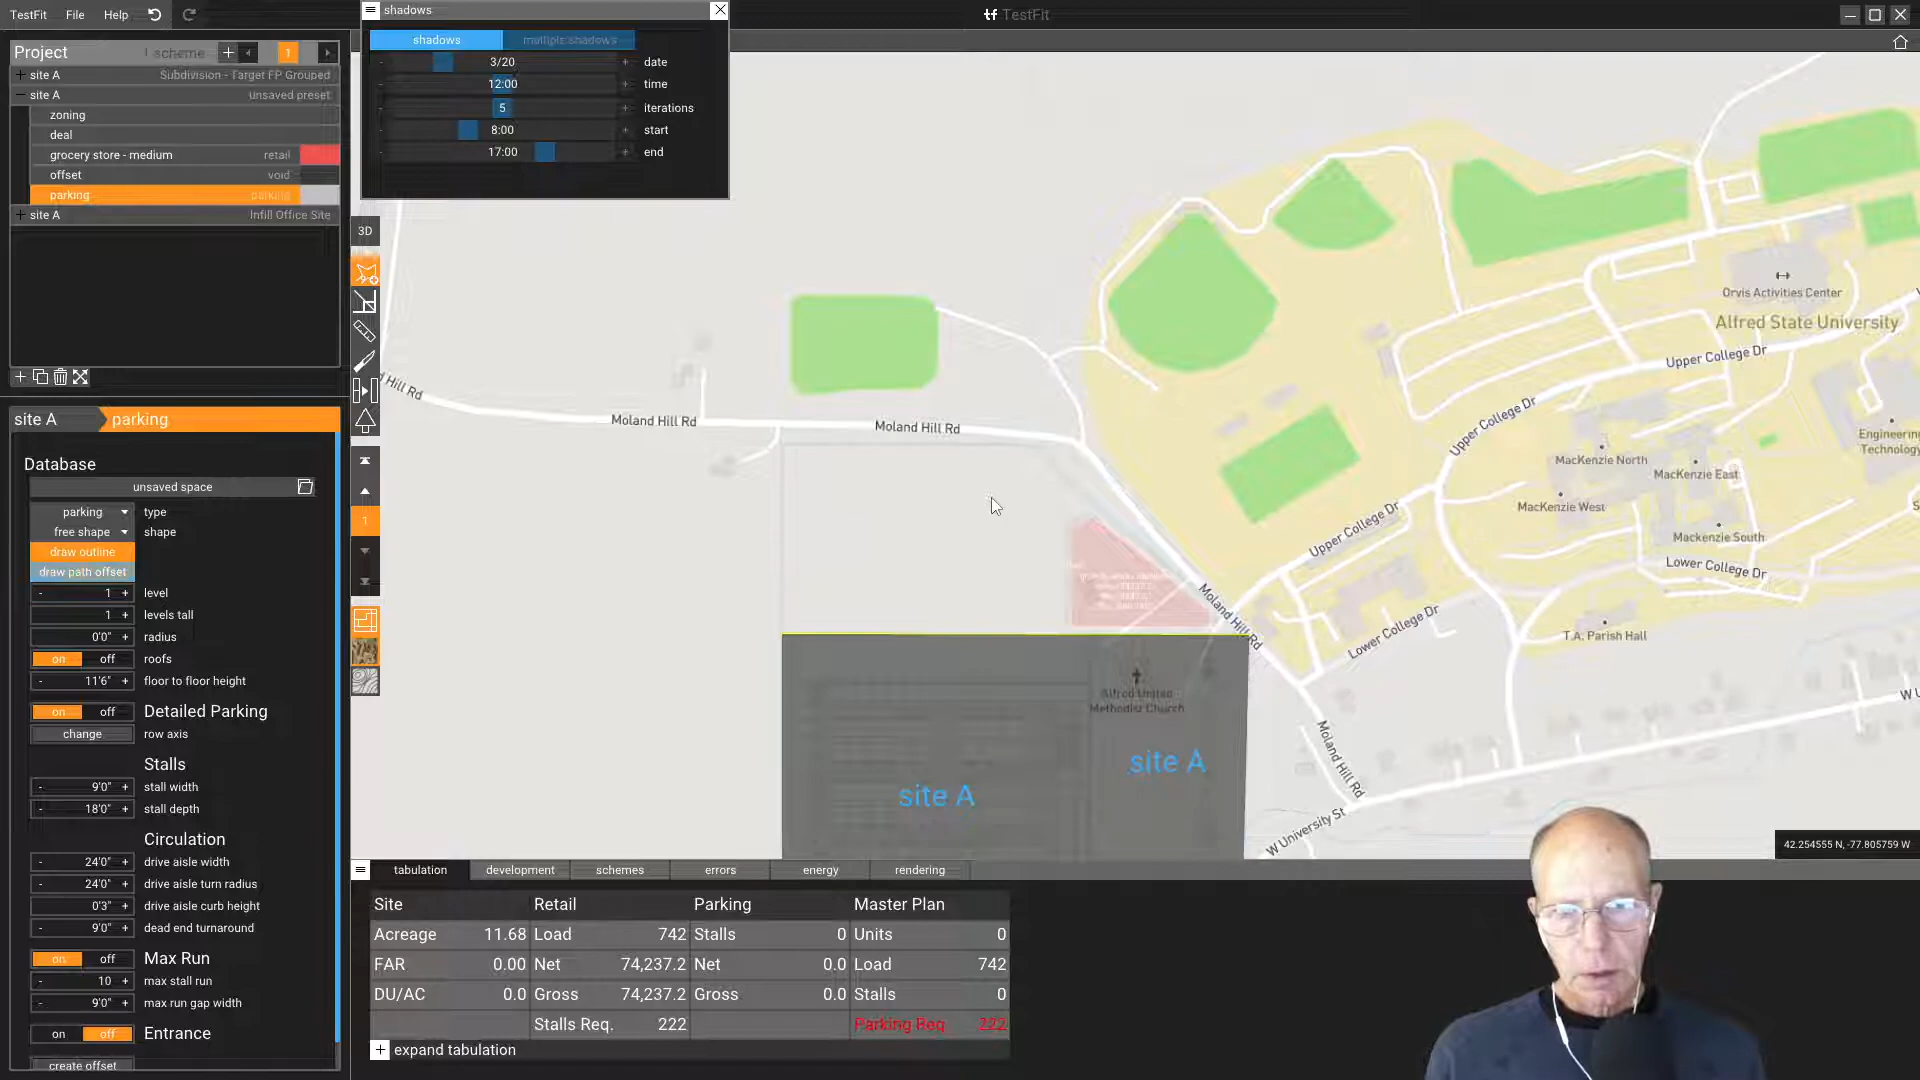 TestFit File Help
shadows
TestFit
Project
scheme
1
shadows
multiple shadows
3/20 date
12:00 time
5 iterations
8:00 start
17:00 end
site A Subdivision - Target FP Grouped
site A unsaved preset
zoning
deal
grocery store - medium retail
offset void
parking parking
site A Infill Office Site
3D
1
site A parking
Database
unsaved space
parking type
free shape shape
draw outline
draw path offset
- 1 + level
1 + levels tall
0'0" + radius
on off roofs
- 11'6" + floor to floor height
on off Detailed Parking
change row axis
Stalls
- 9'0" + stall width
- 18'0" + stall depth
Circulation
- 24'0" + drive aisle width
- 24'0" + drive aisle turn radius
0'3" + drive aisle curb height
- 9'0" + dead end turnaround
on off Max Run
- 10 + max stall run
- 9'0" + max run gap width
on off Entrance
create offset
Hill Rd
Moland Hill Rd
Moland Hill Rd
Moland Hill Rd
Moland Hill Rd
Upper College Dr
Upper College Dr
Upper College Dr
Lower College Dr
Lower College Dr
W University St
W U
Orvis Activities Center
Alfred State University
MacKenzie North
MacKenzie East
MacKenzie West
Mackenzie South
Engineering
Technology
T.A. Parish Hall
Alfred United
Methodist Church
site A
site A
42.254555 N, -77.805759 W
tabulation development schemes errors energy rendering
Site Retail Parking Master Plan
Acreage 11.68 Load 742 Stalls 0 Units 0
FAR 0.00 Net 74,237.2 Net 0.0 Load 742
DU/AC 0.0 Gross 74,237.2 Gross 0.0 Stalls 0
Stalls Req. 222 Parking Req 222
+ expand tabulation